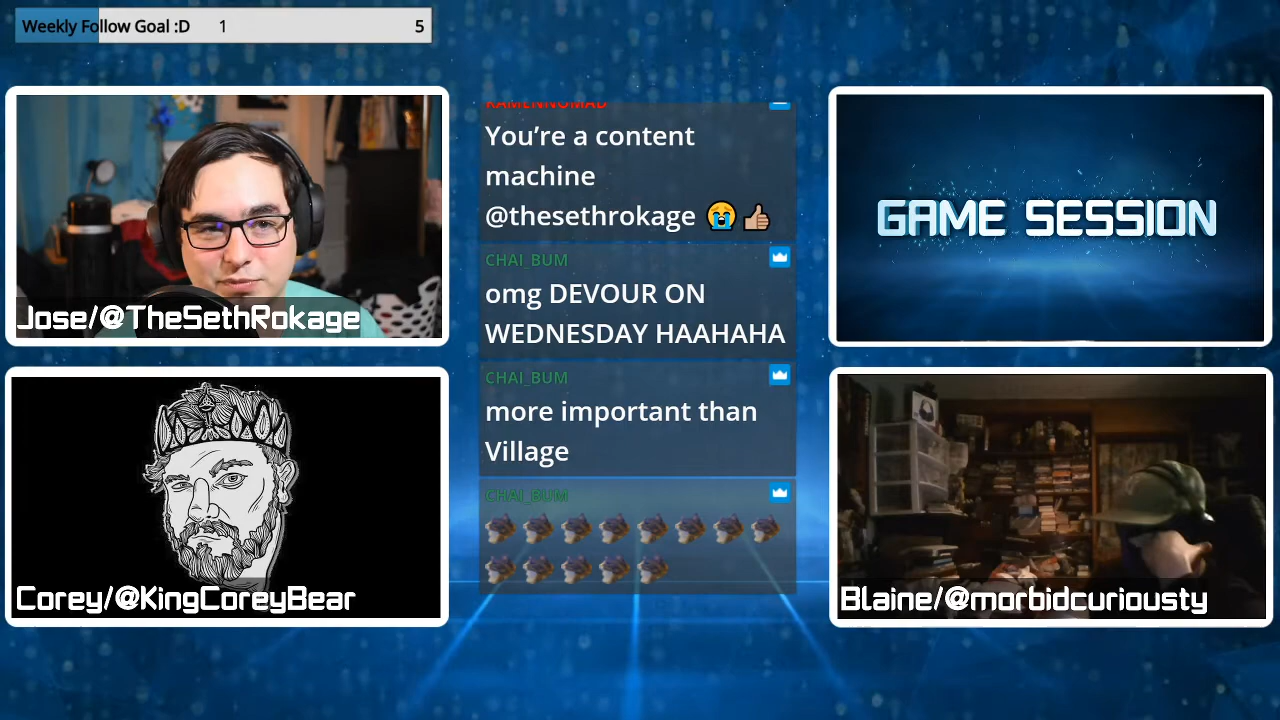 Weekly Follow Goal :D 1 5
Jose/@TheSethRokage
Corey/@KingCoreyBear
RAMENNOMAD
You’re a content
machine
@thesethrokage 😭👍🏽
CHAI_BUM
omg DEVOUR ON
WEDNESDAY HAAHAHA
CHAI_BUM
more important than
Village
CHAI_BUM
GAME SESSION
Blaine/@morbidcuriousty